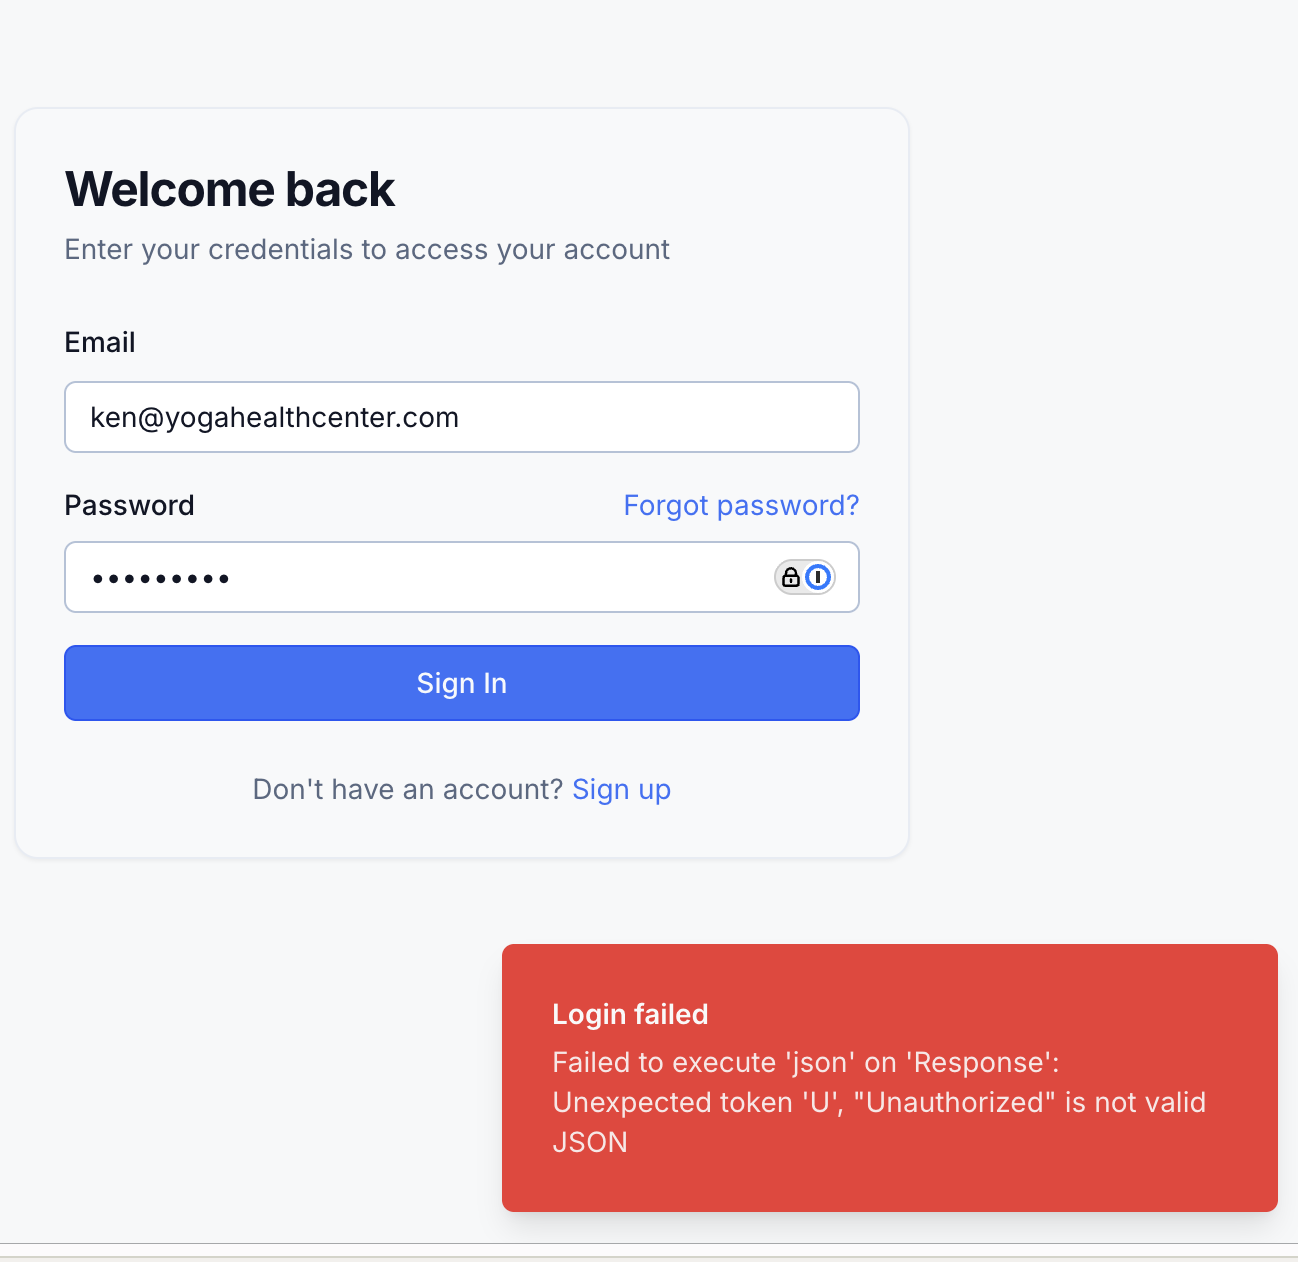 Welcome back
Enter your credentials to access your account
Email
ken@yogahealthcenter.com
Password
Forgot password?
•••••••••
Sign In
Don't have an account? Sign up
Login failed
Failed to execute 'json' on 'Response':
Unexpected token 'U', "Unauthorized" is not valid
JSON